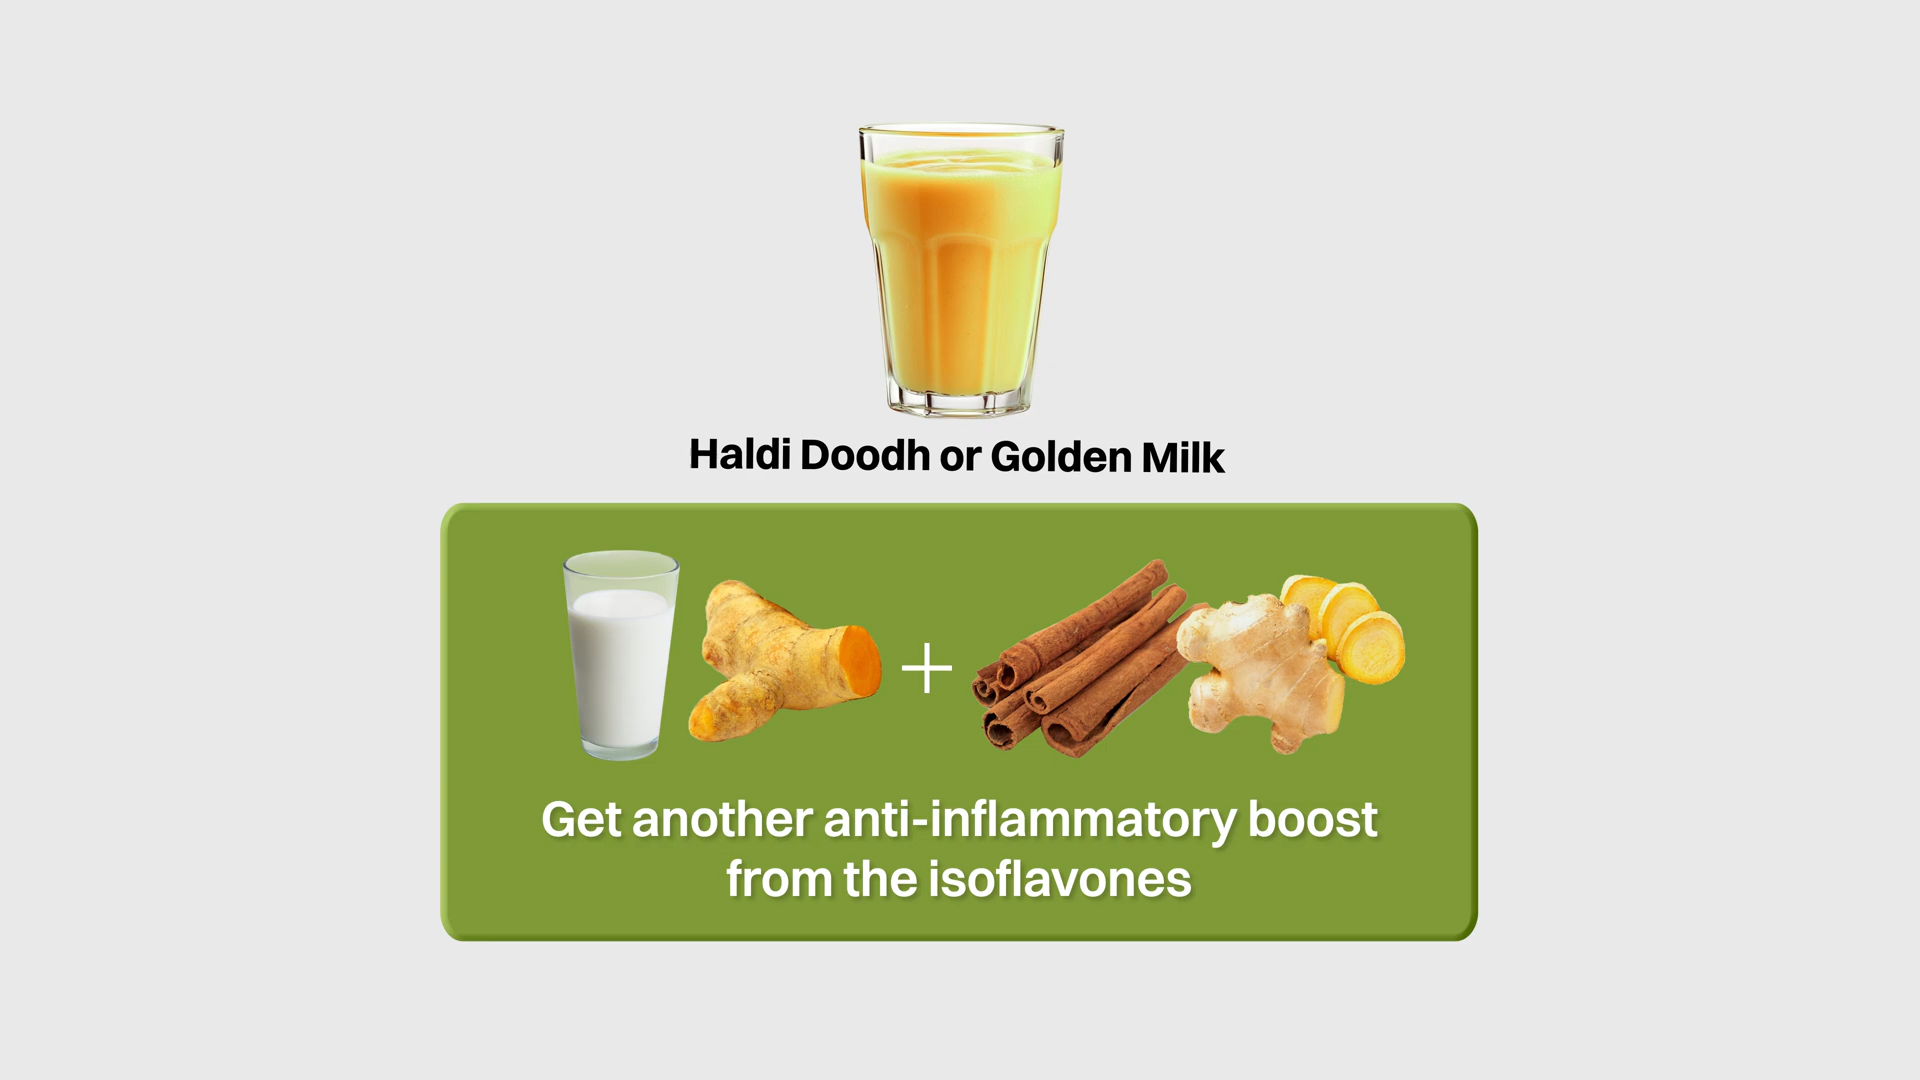 Haldi Doodh or Golden Milk
Get another anti-inflammatory boost
from the isoflavones